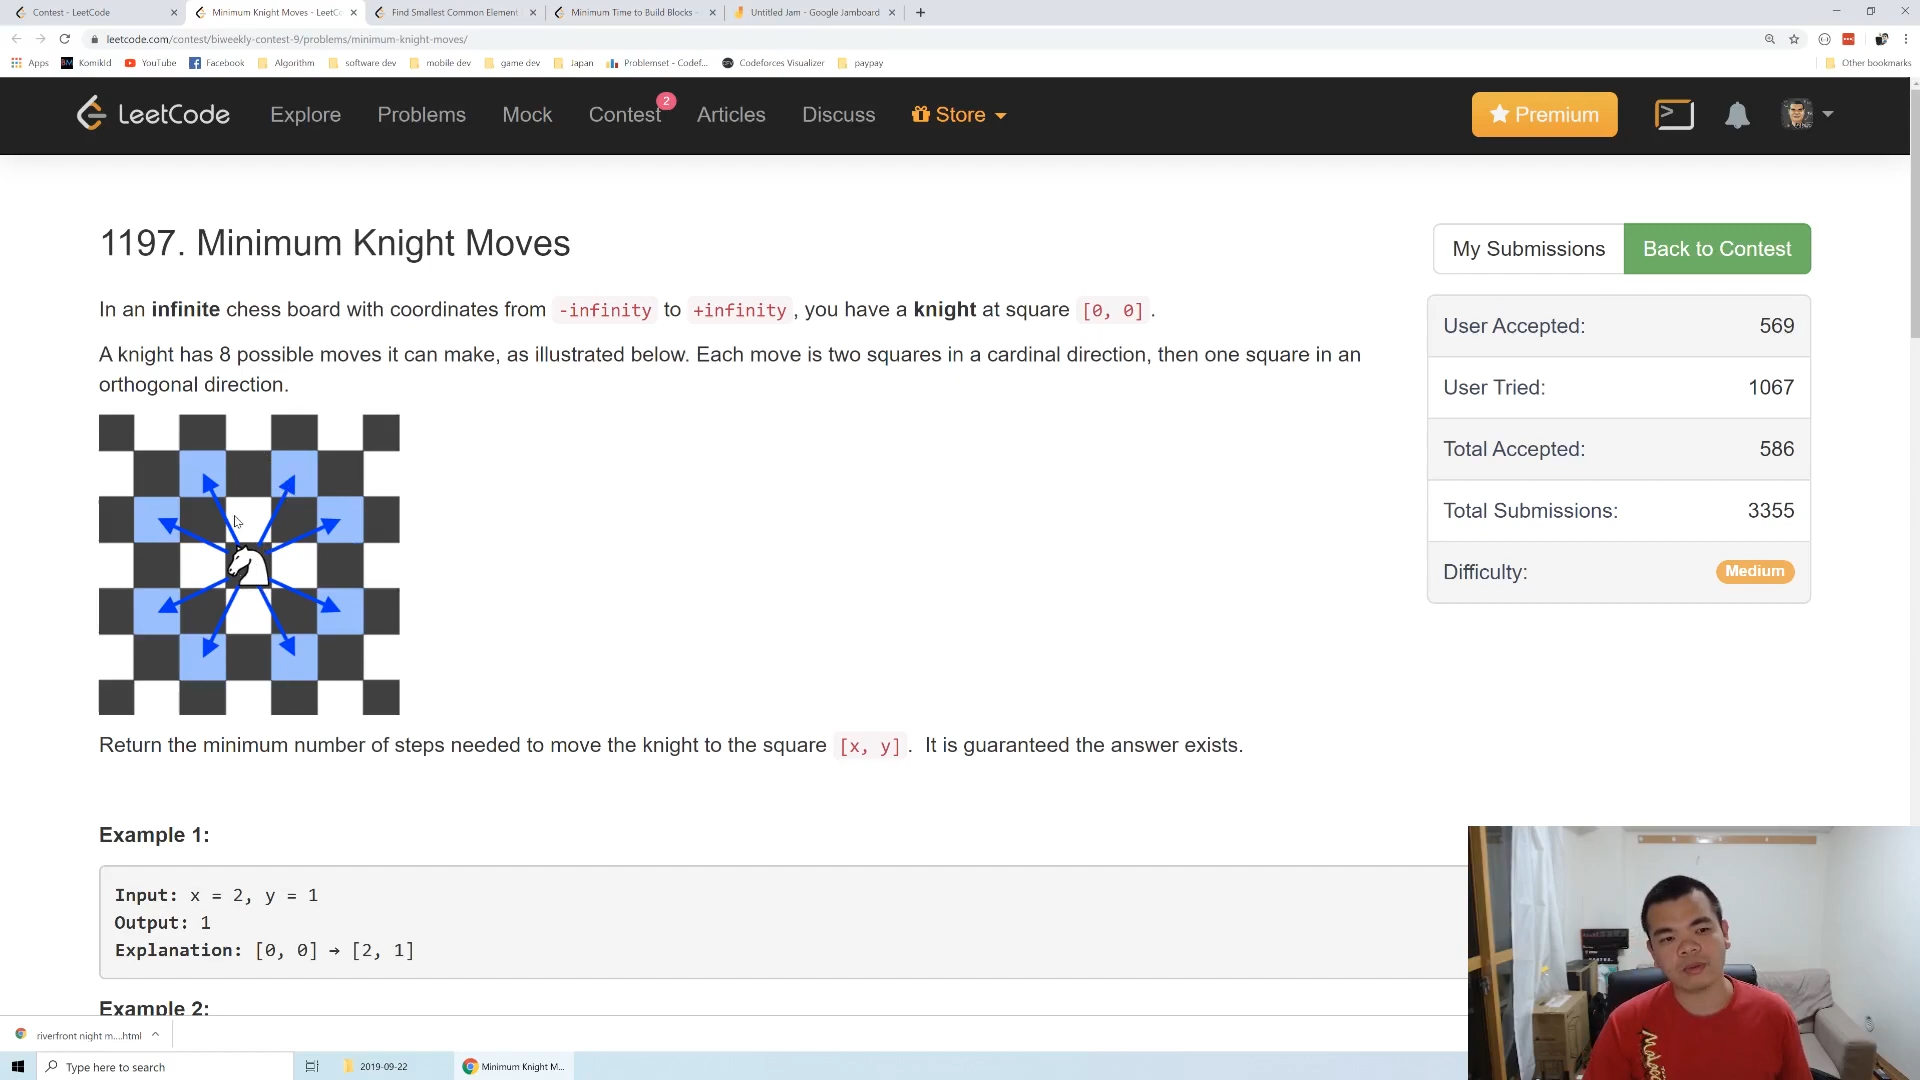 Contest - LeetCode
Minimum Knight Moves - LeetCo
Find Smallest Common Element
Minimum Time to Build Blocks -
Untitled Jam - Google Jamboard
leetcode.com/contest/biweekly-contest-9/problems/minimum-knight-moves/
Apps
KomikId
YouTube
Facebook
Algorithm
software dev
mobile dev
game dev
Japan
Problemset - Codef...
Codeforces Visualizer
paypay
Other bookmarks
LeetCode
Explore
Problems
Mock
Contest
2
Articles
Discuss
Store
Premium
1197. Minimum Knight Moves
My Submissions
Back to Contest
In an infinite chess board with coordinates from -infinity to +infinity, you have a knight at square [0, 0].
A knight has 8 possible moves it can make, as illustrated below. Each move is two squares in a cardinal direction, then one square in an
orthogonal direction.
User Accepted: 569
User Tried: 1067
Total Accepted: 586
Total Submissions: 3355
Difficulty: Medium
Return the minimum number of steps needed to move the knight to the square [x, y]. It is guaranteed the answer exists.
Example 1:
Input: x = 2, y = 1
Output: 1
Explanation: [0, 0] → [2, 1]
Example 2:
riverfront night m....html
Type here to search
2019-09-22
Minimum Knight M...